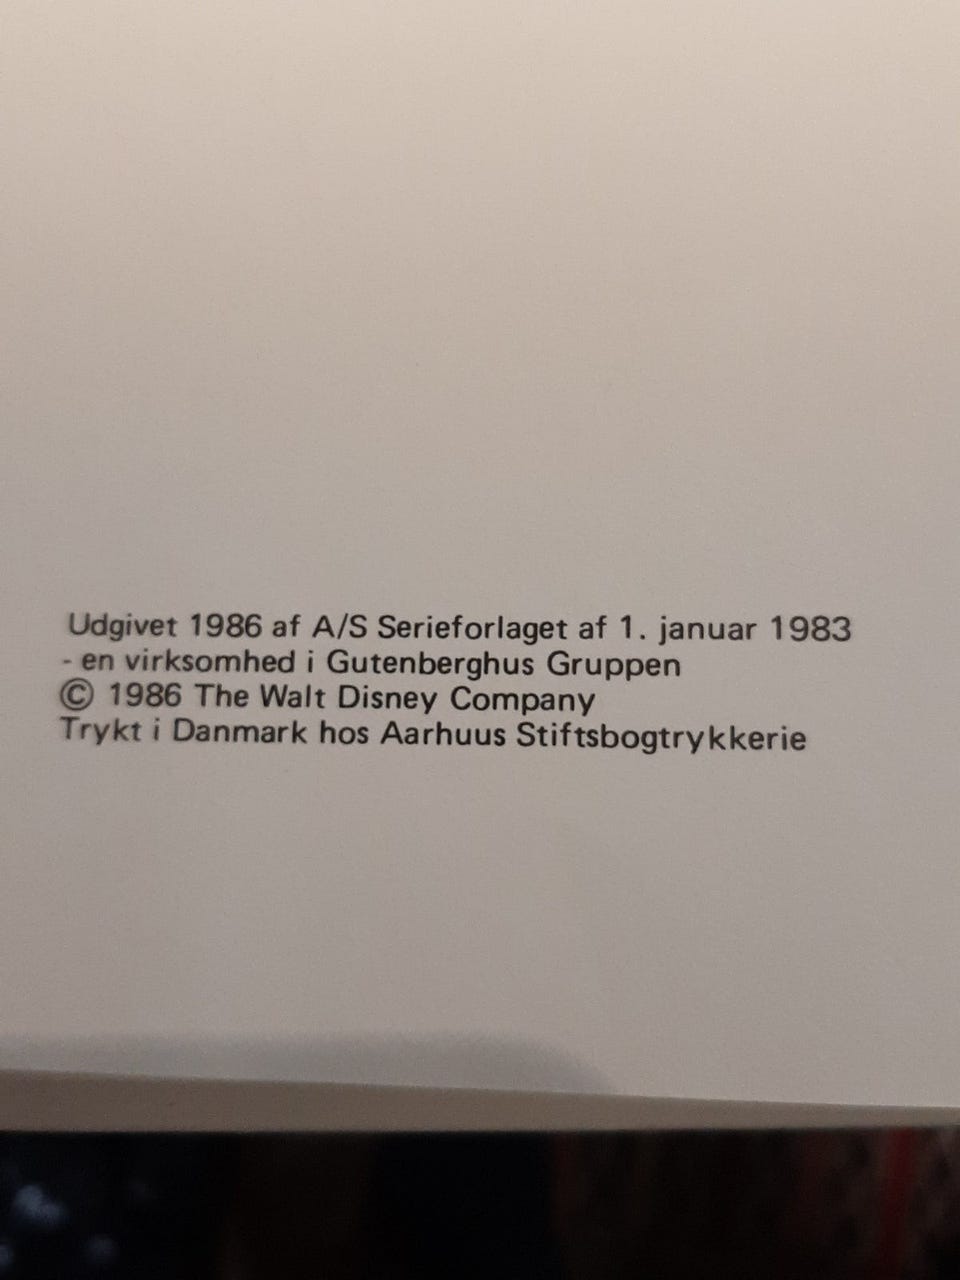 Udgivet 1986 af A/S Serieforlaget af 1. januar 1983
- en virksomhed i Gutenberghus Gruppen
© 1986 The Walt Disney Company
Trykt i Danmark hos Aarhuus Stiftsbogtrykkerie